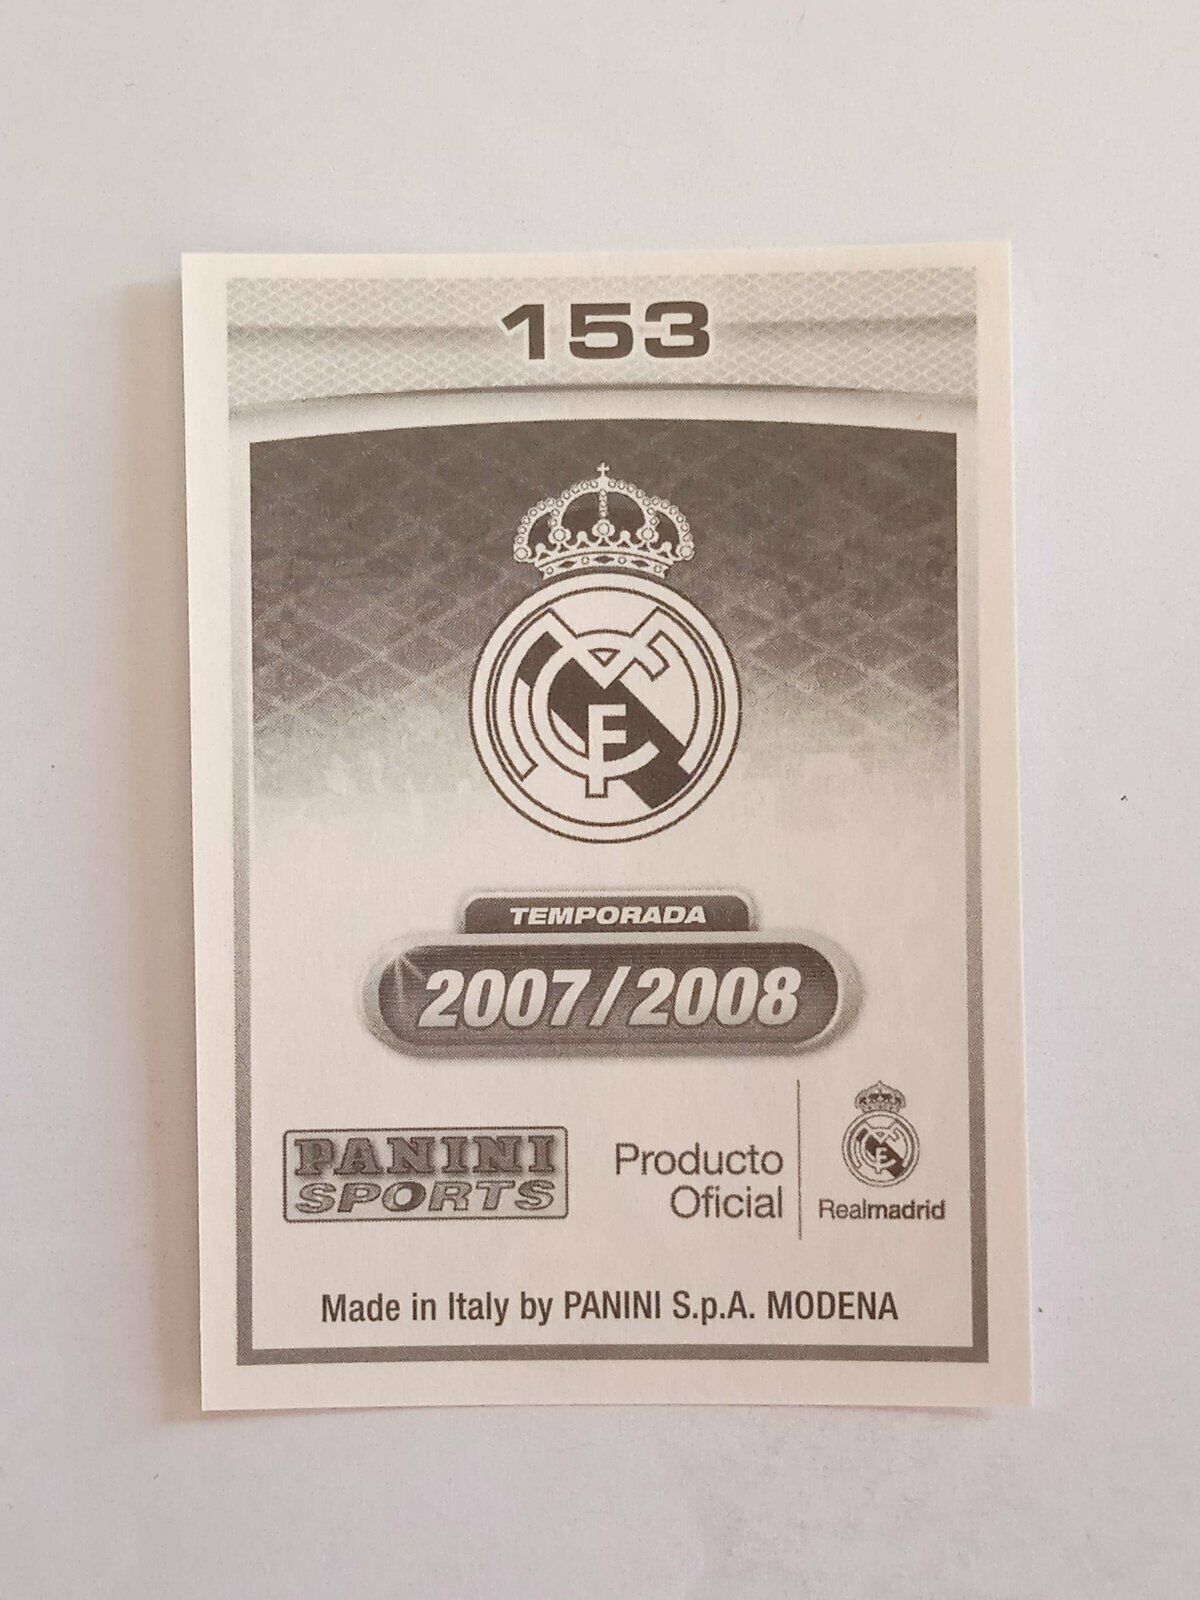 153
TEMPORADA
2007/2008
PANINI
SPORTS
Producto
Oficial
Realmadrid
Made in Italy by PANINI S.p.A. MODENA